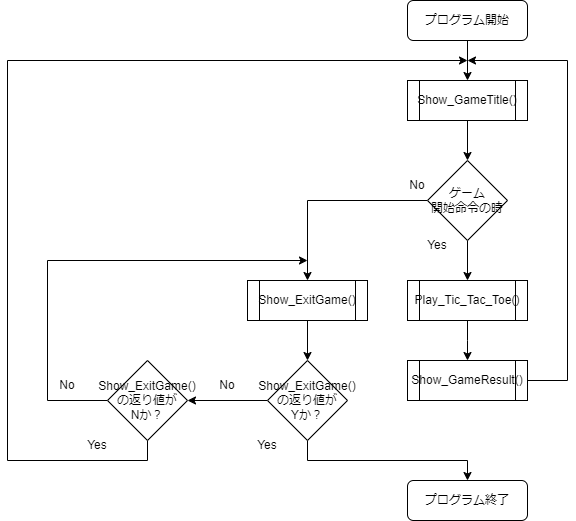 プログラム開始
Show_GameTitle()
No
ゲーム
開始命令の時
Yes
Show_ExitGame()
Play_Tic_Tac_Toe()
No
Show_ExitGame()
の返り値が
Nか？
No
Show_ExitGame()
の返り値が
Yか？
Show_GameResult()
Yes
Yes
プログラム終了